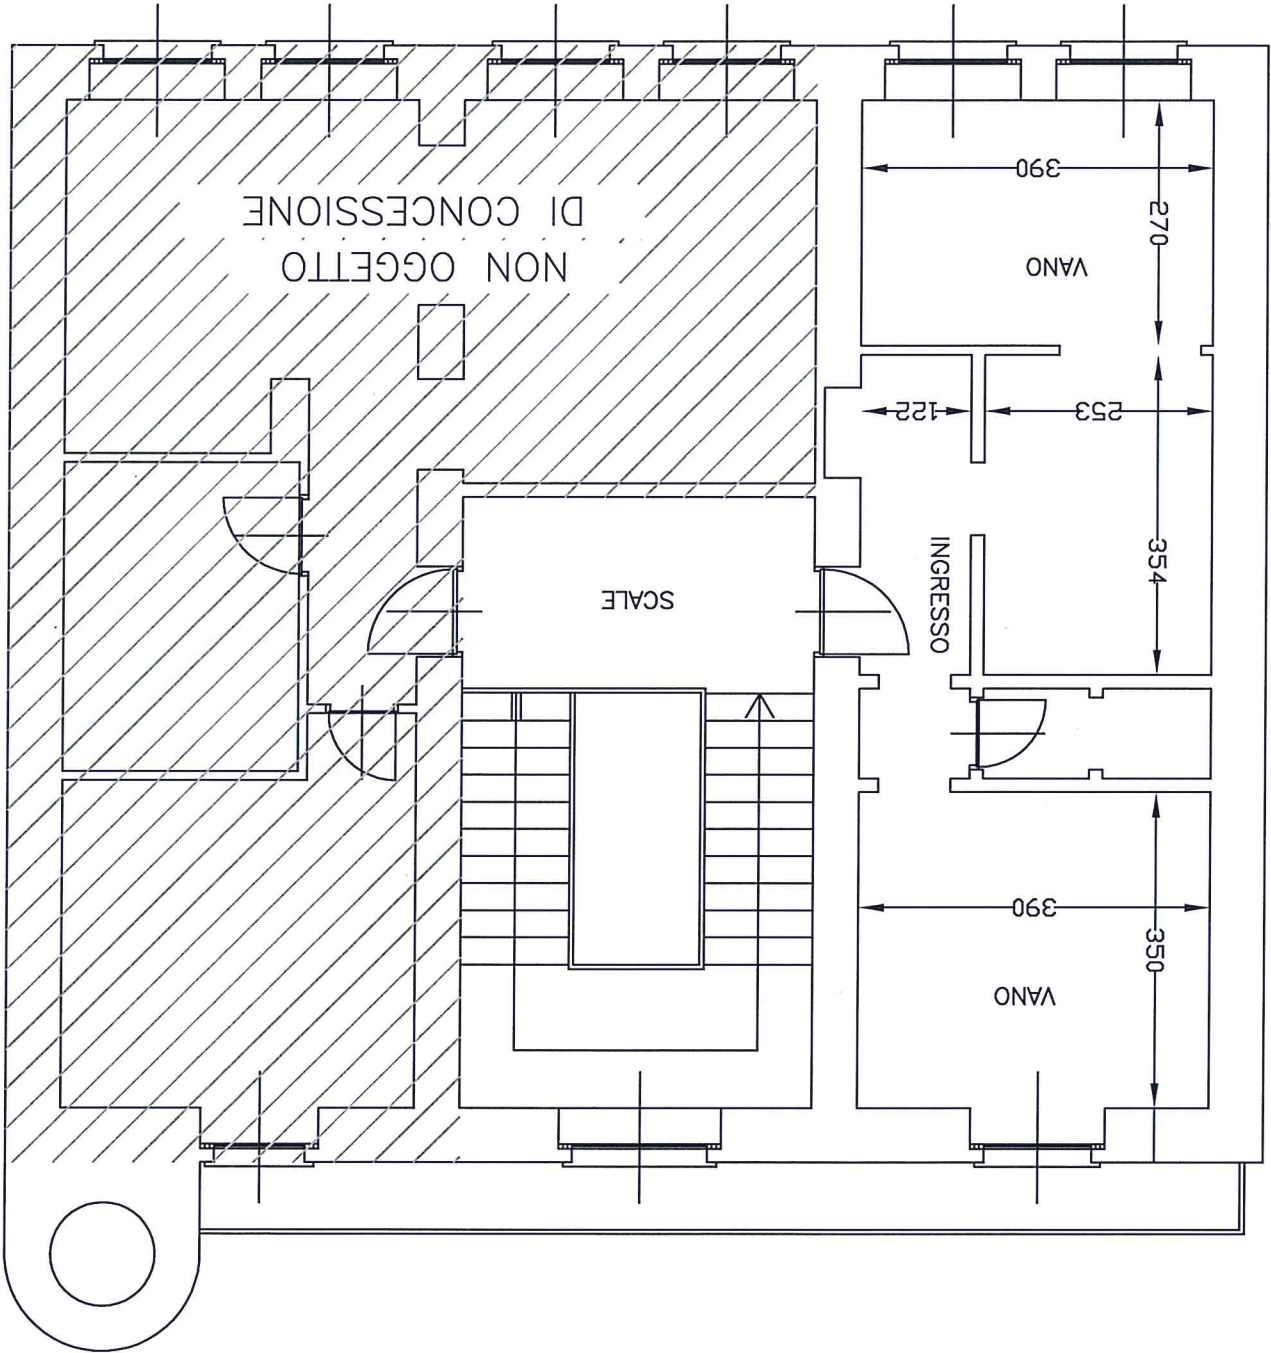 VANO
350
390
SCALE
INGRESSO
354
253
122
VANO
270
390
NON OGGETTO
DI CONCESSIONE